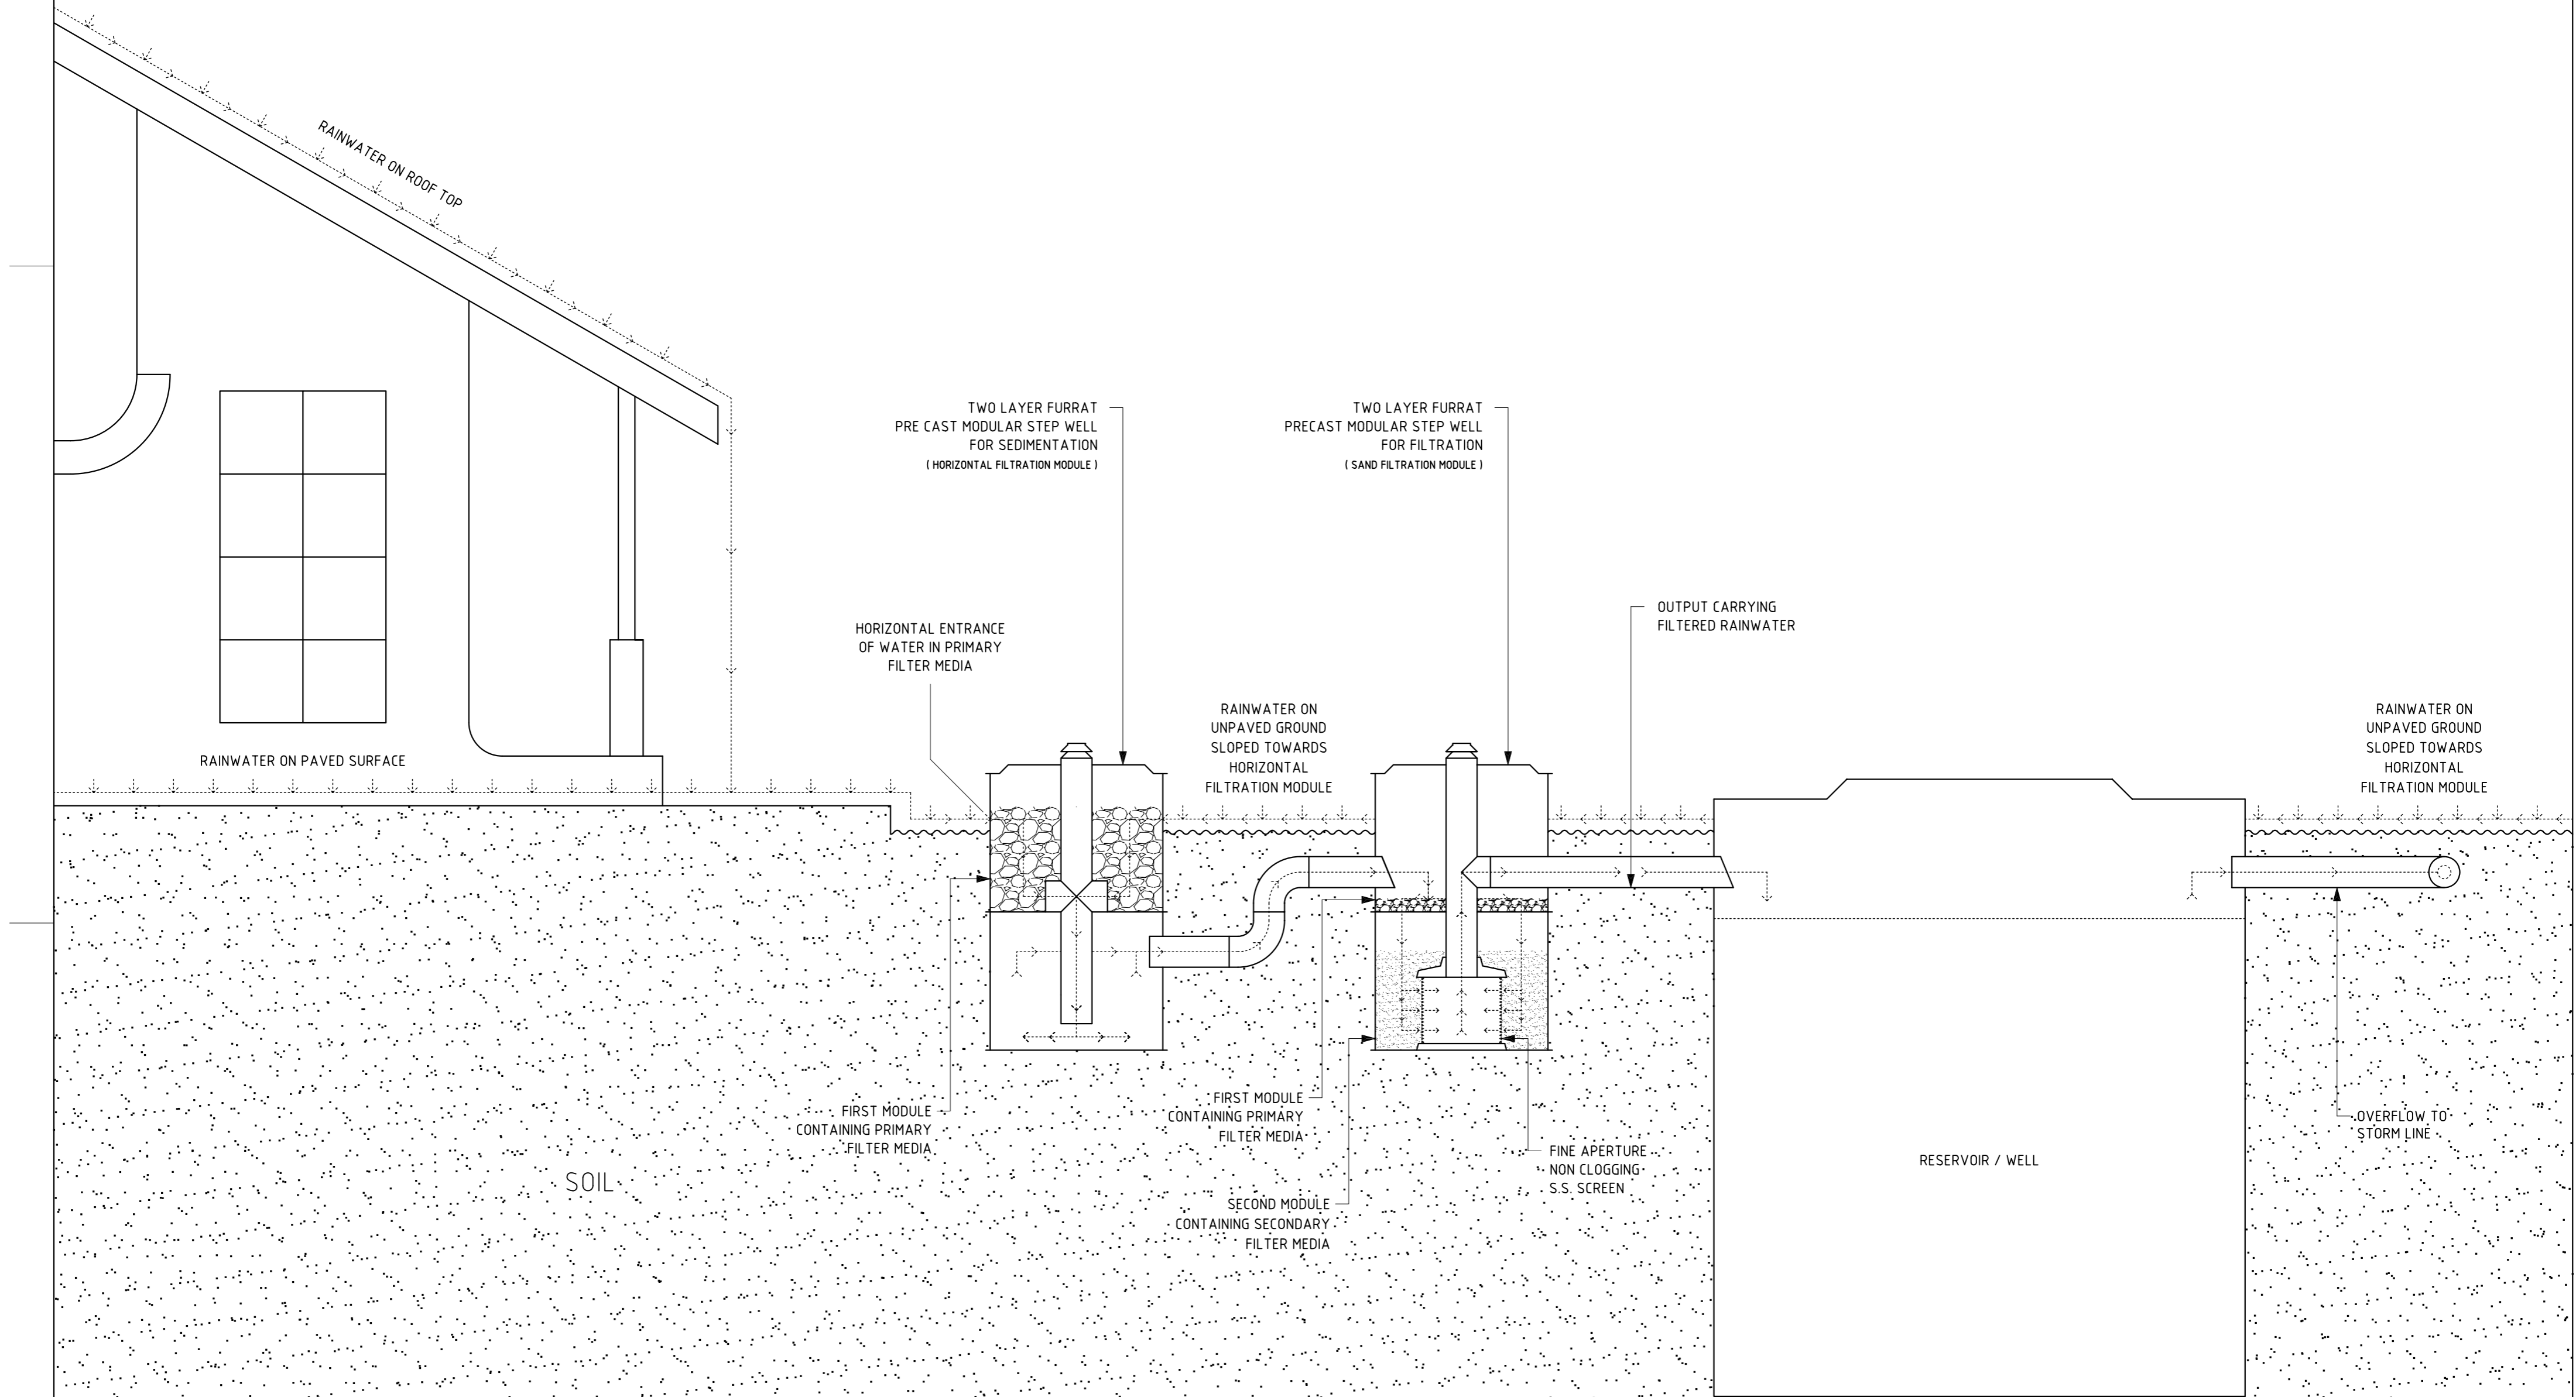 RAINWATER ON ROOF TOP
TWO LAYER FURRAT
PRE CAST MODULAR STEP WELL
FOR SEDIMENTATION
( HORIZONTAL FILTRATION MODULE )
TWO LAYER FURRAT
PRECAST MODULAR STEP WELL
FOR FILTRATION
( SAND FILTRATION MODULE )
OUTPUT CARRYING
FILTERED RAINWATER
HORIZONTAL ENTRANCE
OF WATER IN PRIMARY
FILTER MEDIA
RAINWATER ON
UNPAVED GROUND
SLOPED TOWARDS
HORIZONTAL
FILTRATION MODULE
RAINWATER ON
UNPAVED GROUND
SLOPED TOWARDS
HORIZONTAL
FILTRATION MODULE
RAINWATER ON PAVED SURFACE
FIRST MODULE
CONTAINING PRIMARY
FILTER MEDIA
FIRST MODULE
CONTAINING PRIMARY
FILTER MEDIA
FINE APERTURE
NON CLOGGING
S.S. SCREEN
SECOND MODULE
CONTAINING SECONDARY
FILTER MEDIA
OVERFLOW TO
STORM LINE
RESERVOIR / WELL
SOIL